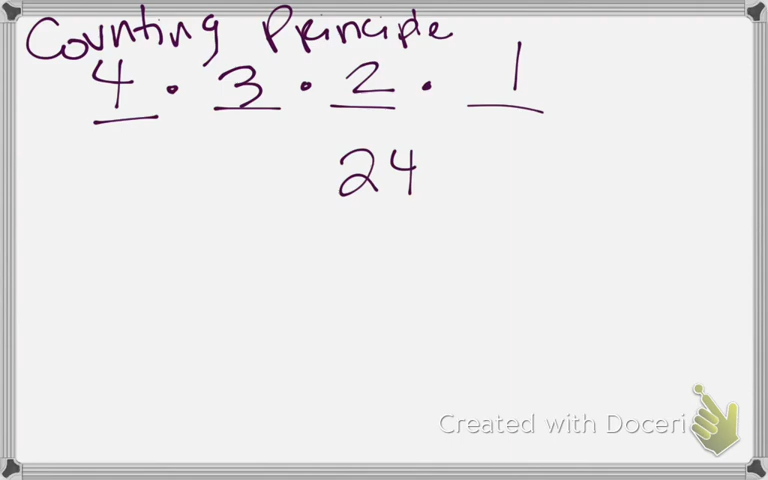 Counting Principle
4 · 3 · 2 · 1
24
Created with Doceri